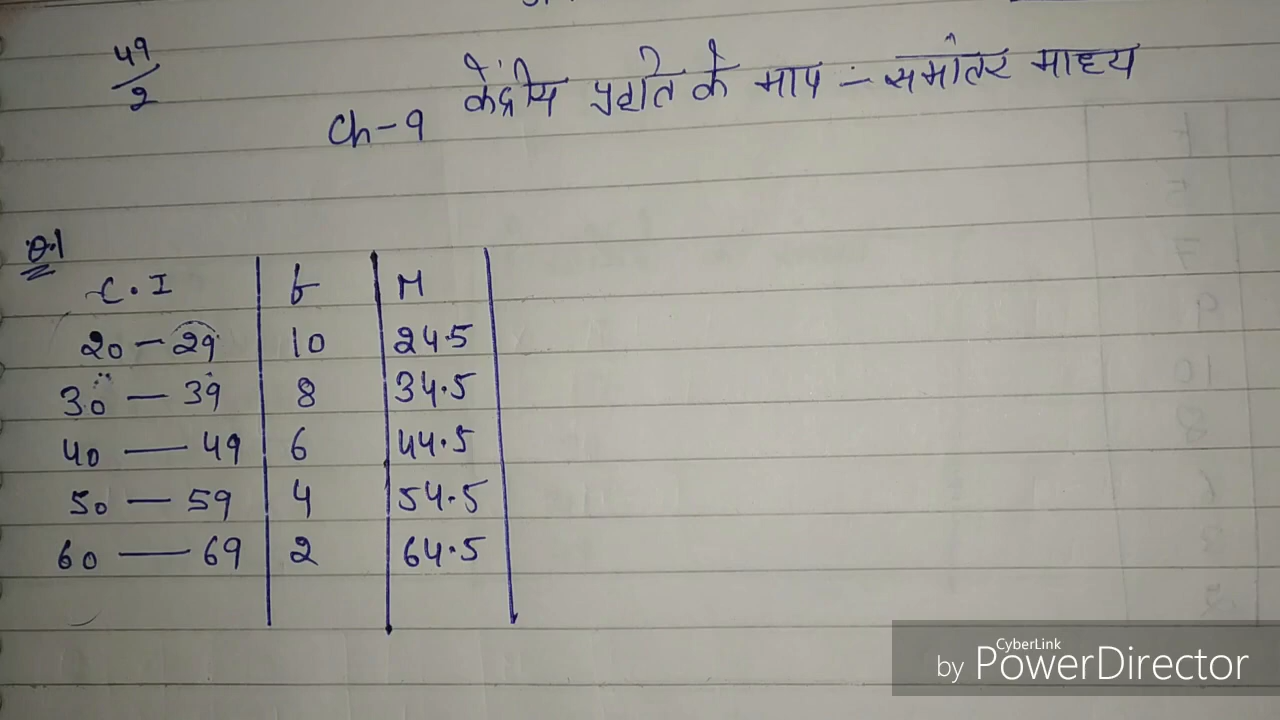 49
2
केंद्रीय प्रवृति के माप :- समांतर माध्य
Ch-9
Q.1
C.I f M
20 - 29 10 24.5
30 - 39 8 34.5
40 - 49 6 44.5
50 - 59 4 54.5
60 - 69 2 64.5
CyberLink
by PowerDirector